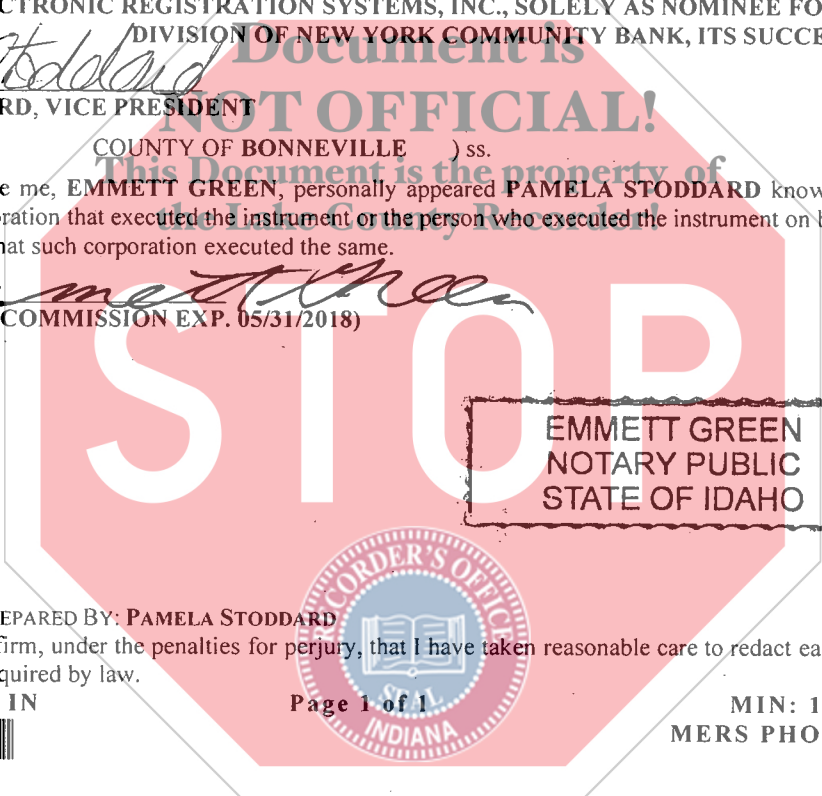 CTRONIC REGISTRATION SYSTEMS, INC., SOLELY AS NOMINEE FO
DIVISION OF NEW YORK COMMUNITY BANK, ITS SUCCE
Document is
Stoddard
RD, VICE PRESIDENT
NOT OFFICIAL!
COUNTY OF BONNEVILLE ) ss.
This Document is the property of
e me, EMMETT GREEN, personally appeared PAMELA STODDARD know
ration that executed the instrument or the person who executed the instrument on b
the Lake County Recorder!
hat such corporation executed the same.
Emmett Green
COMMISSION EXP. 05/31/2018)
STOP
EMMETT GREEN
NOTARY PUBLIC
STATE OF IDAHO
RECORDER'S OFFICE
EPARED BY: PAMELA STODDARD
firm, under the penalties for perjury, that I have taken reasonable care to redact ea
quired by law.
IN Page 1 of 1 MIN: 1
SEAL
INDIANA
MERS PHO